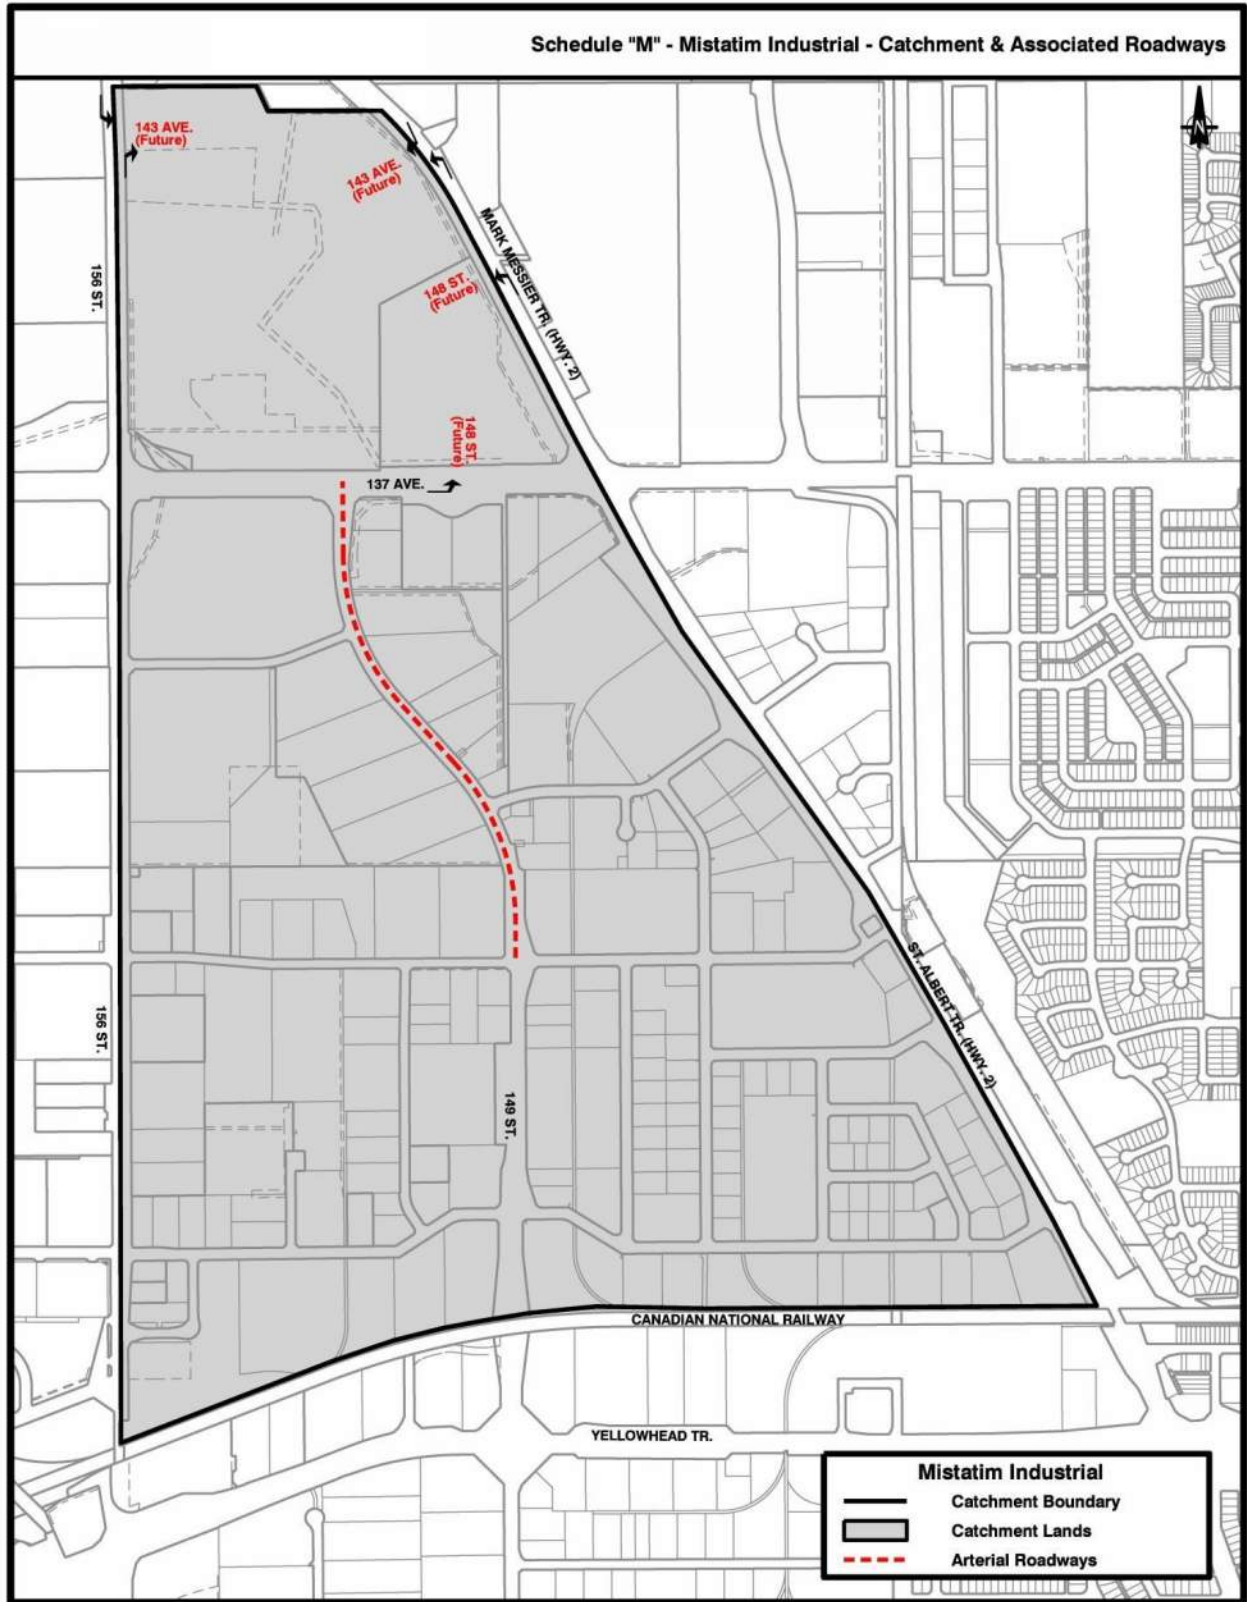 Schedule "M" - Mistatim Industrial - Catchment & Associated Roadways
N
143 AVE.
(Future)
143 AVE.
(Future)
156 ST.
MARK MESSIER TR. (HWY. 2)
148 ST.
(Future)
148 ST.
(Future)
137 AVE.
ST. ALBERT TR. (HWY. 2)
156 ST.
149 ST.
CANADIAN NATIONAL RAILWAY
YELLOWHEAD TR.
Mistatim Industrial
Catchment Boundary
Catchment Lands
Arterial Roadways